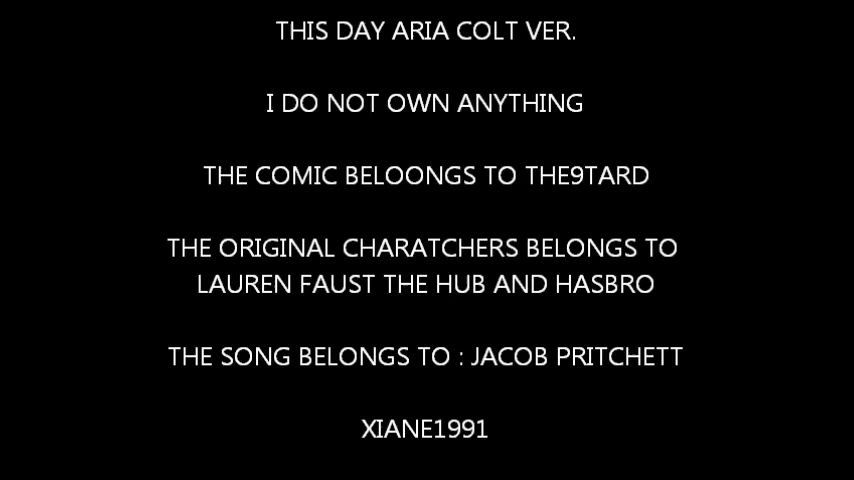 THIS DAY ARIA COLT VER.
I DO NOT OWN ANYTHING
THE COMIC BELOONGS TO THE9TARD
THE ORIGINAL CHARATCHERS BELONGS TO
LAUREN FAUST THE HUB AND HASBRO
THE SONG BELONGS TO : JACOB PRITCHETT
XIANE1991